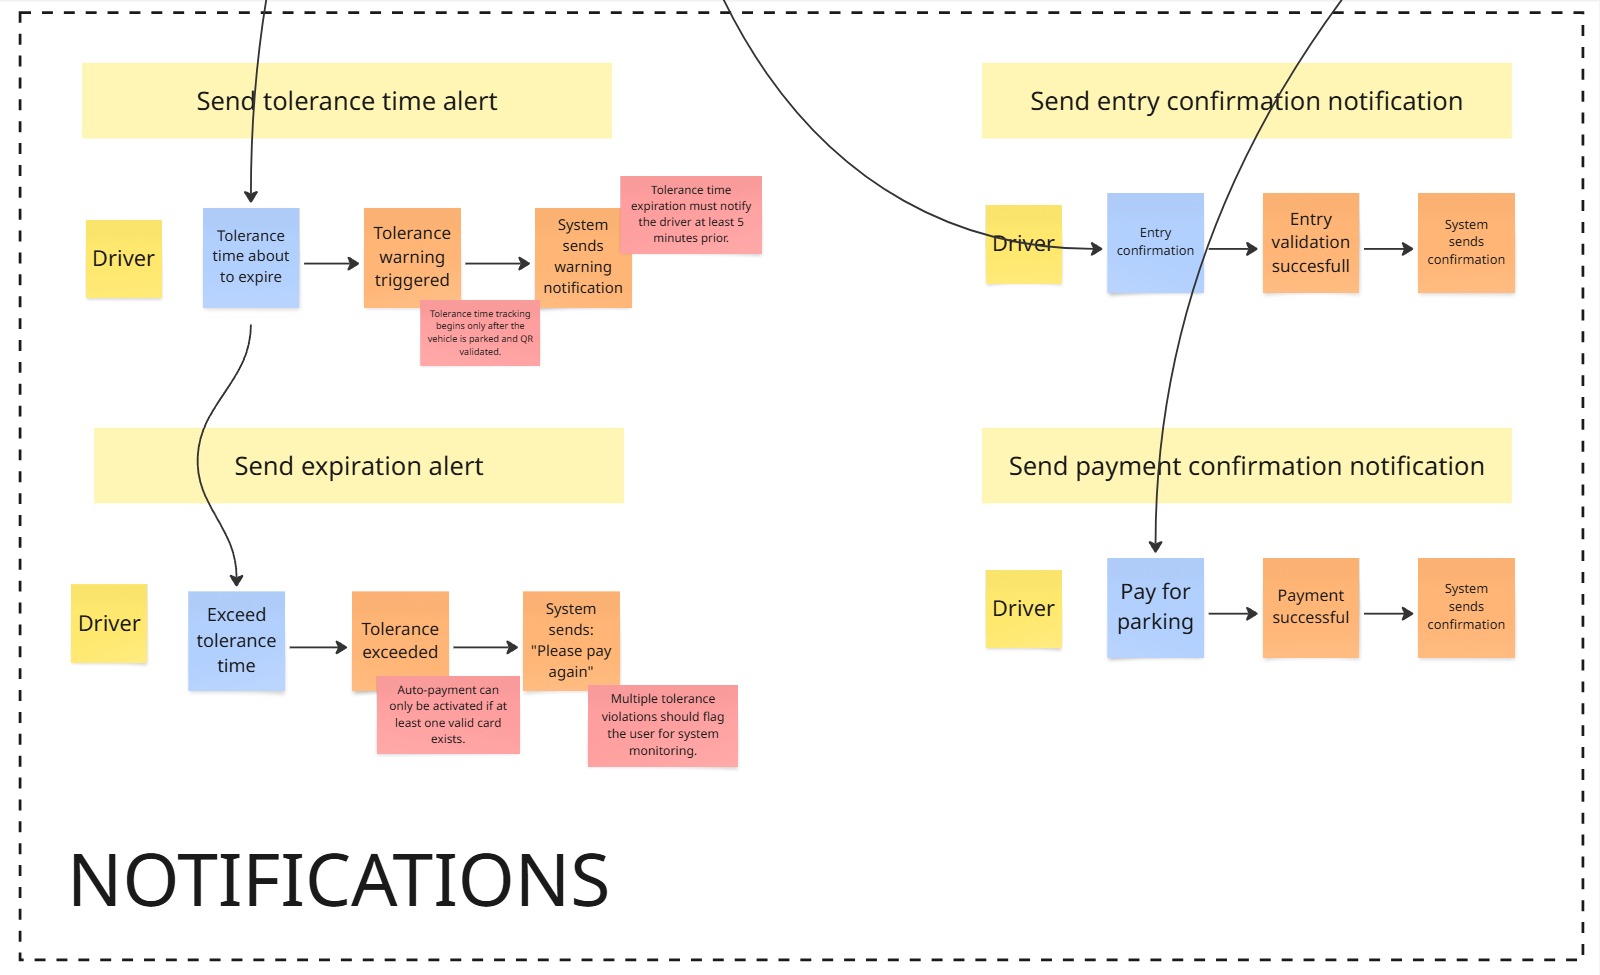 Send tolerance time alert
Driver
Tolerance
time about
to expire
Tolerance
warning
triggered
System
sends
warning
notification
Tolerance time
expiration must notify
the driver at least 5
minutes prior.
Tolerance time tracking
begins only after the
vehicle is parked and QR
validated.
Send entry confirmation notification
Driver
Entry
confirmation
Entry
validation
succesfull
System
sends
confirmation
Send expiration alert
Driver
Exceed
tolerance
time
Tolerance
exceeded
System
sends:
"Please pay
again"
Auto-payment can
only be activated if at
least one valid card
exists.
Multiple tolerance
violations should flag
the user for system
monitoring.
Send payment confirmation notification
Driver
Pay for
parking
Payment
successful
System
sends
confirmation
NOTIFICATIONS